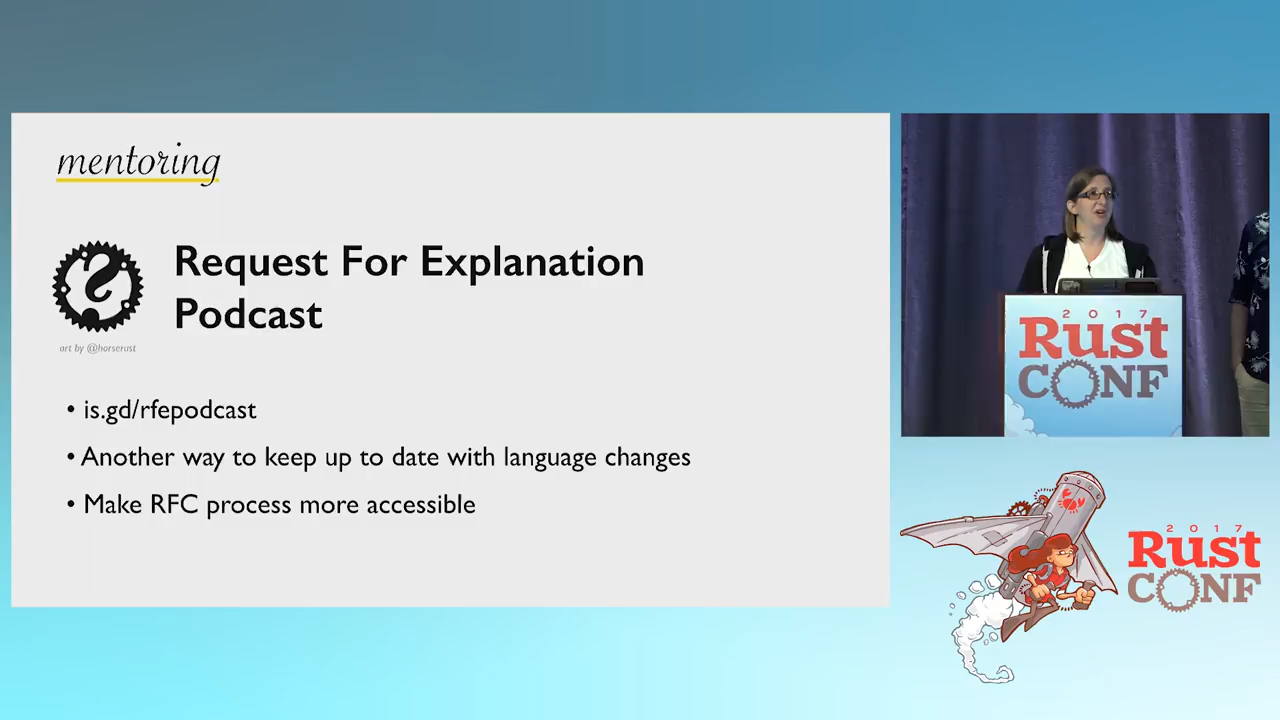 mentoring
Request For Explanation
Podcast
art by @horserust
• is.gd/rfepodcast
• Another way to keep up to date with language changes
• Make RFC process more accessible
2017
Rust
CONF
2017
Rust
CONF